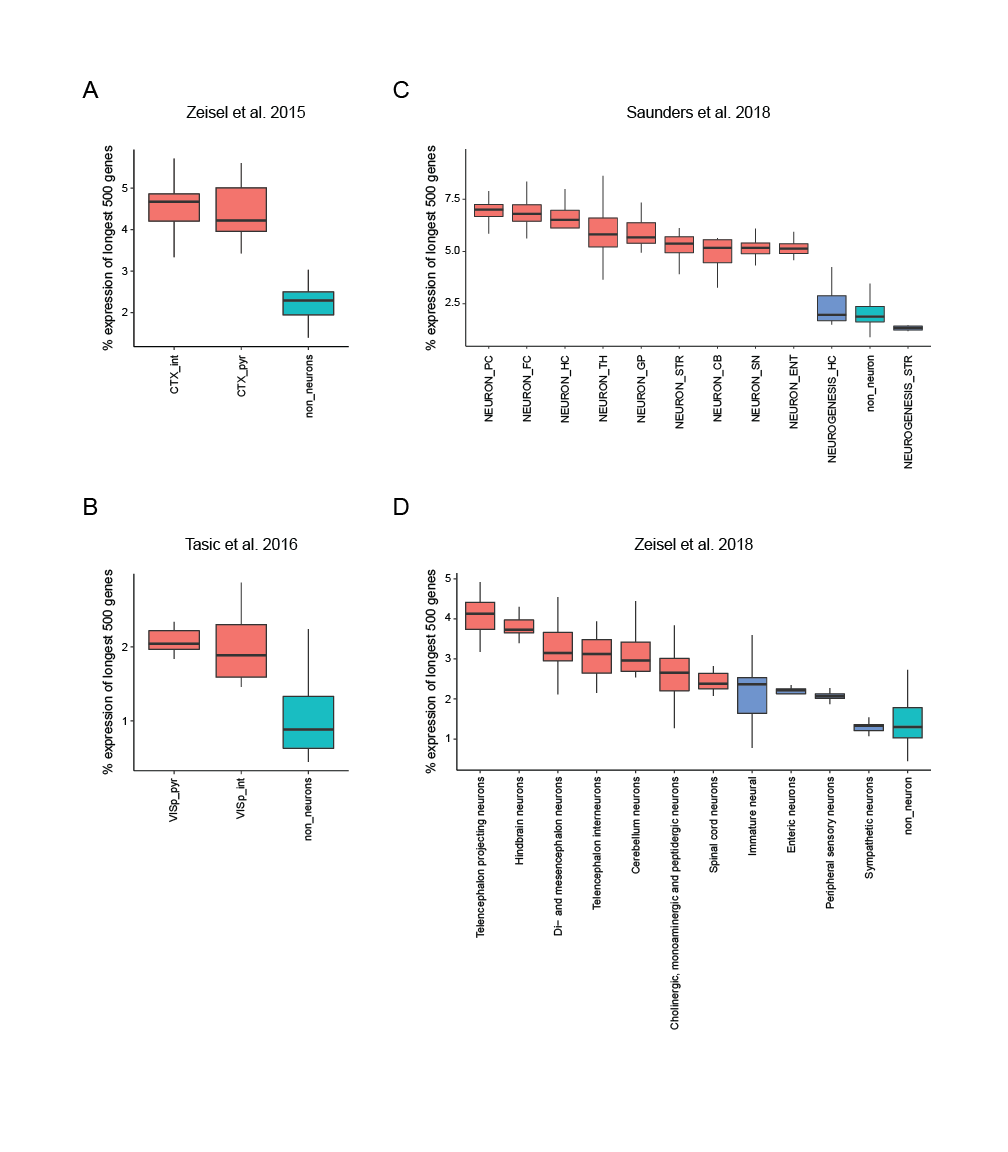 A
Zeisel et al. 2015
% expression of longest 500 genes
5
4
3
2
CTX_int
CTX_pyr
non_neurons
C
Saunders et al. 2018
% expression of longest 500 genes
7.5
5.0
2.5
NEURON_PC
NEURON_FC
NEURON_HC
NEURON_TH
NEURON_GP
NEURON_STR
NEURON_CB
NEURON_SN
NEURON_ENT
NEUROGENESIS_HC
non_neuron
NEUROGENESIS_STR
B
Tasic et al. 2016
% expression of longest 500 genes
2
1
VISp_pyr
VISp_int
non_neurons
D
Zeisel et al. 2018
% expression of longest 500 genes
5
4
3
2
1
Telencephalon projecting neurons
Hindbrain neurons
Di− and mesencephalon neurons
Telencephalon interneurons
Cerebellum neurons
Cholinergic, monoaminergic and peptidergic neurons
Spinal cord neurons
Immature neural
Enteric neurons
Peripheral sensory neurons
Sympathetic neurons
non_neuron